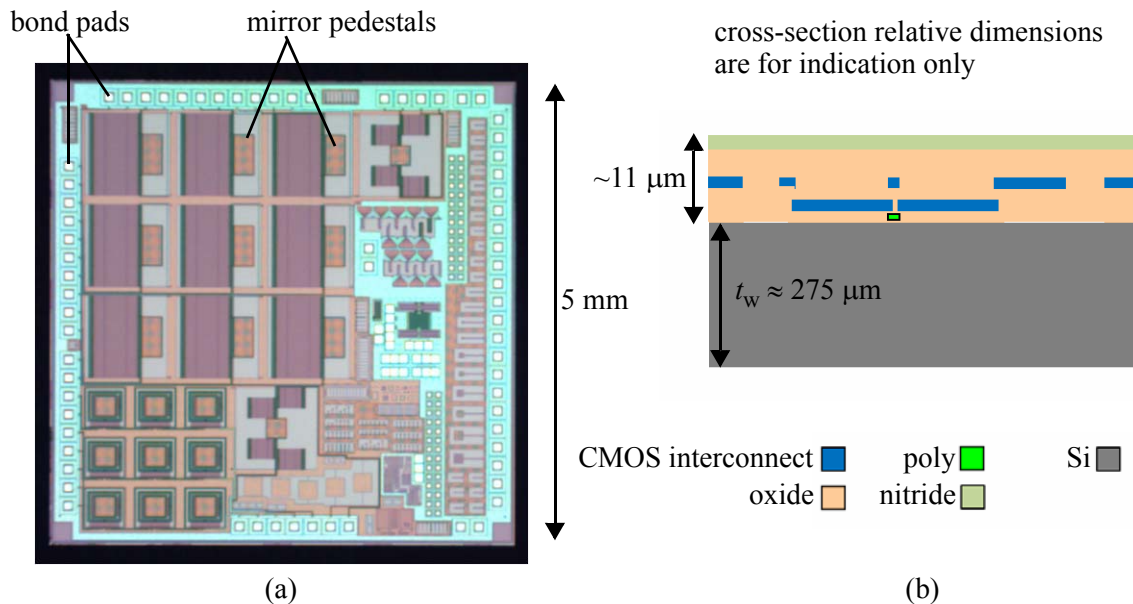 bond pads
mirror pedestals
5 mm
(a)
cross-section relative dimensions
are for indication only
~11 μm
t_w ≈ 275 μm
CMOS interconnect
poly
Si
oxide
nitride
(b)